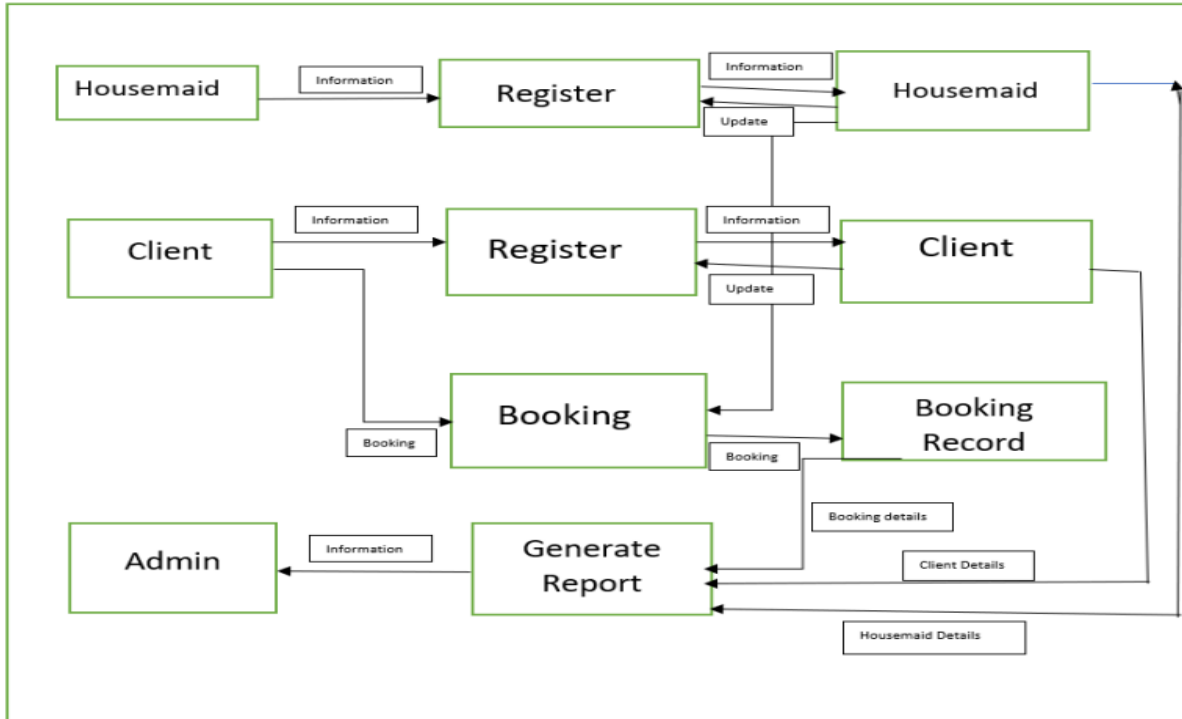 Housemaid
Information
Register
Information
Housemaid
Update
Client
Information
Register
Information
Client
Update
Booking
Booking
Booking
Booking
Record
Booking details
Admin
Information
Generate
Report
Client Details
Housemaid Details